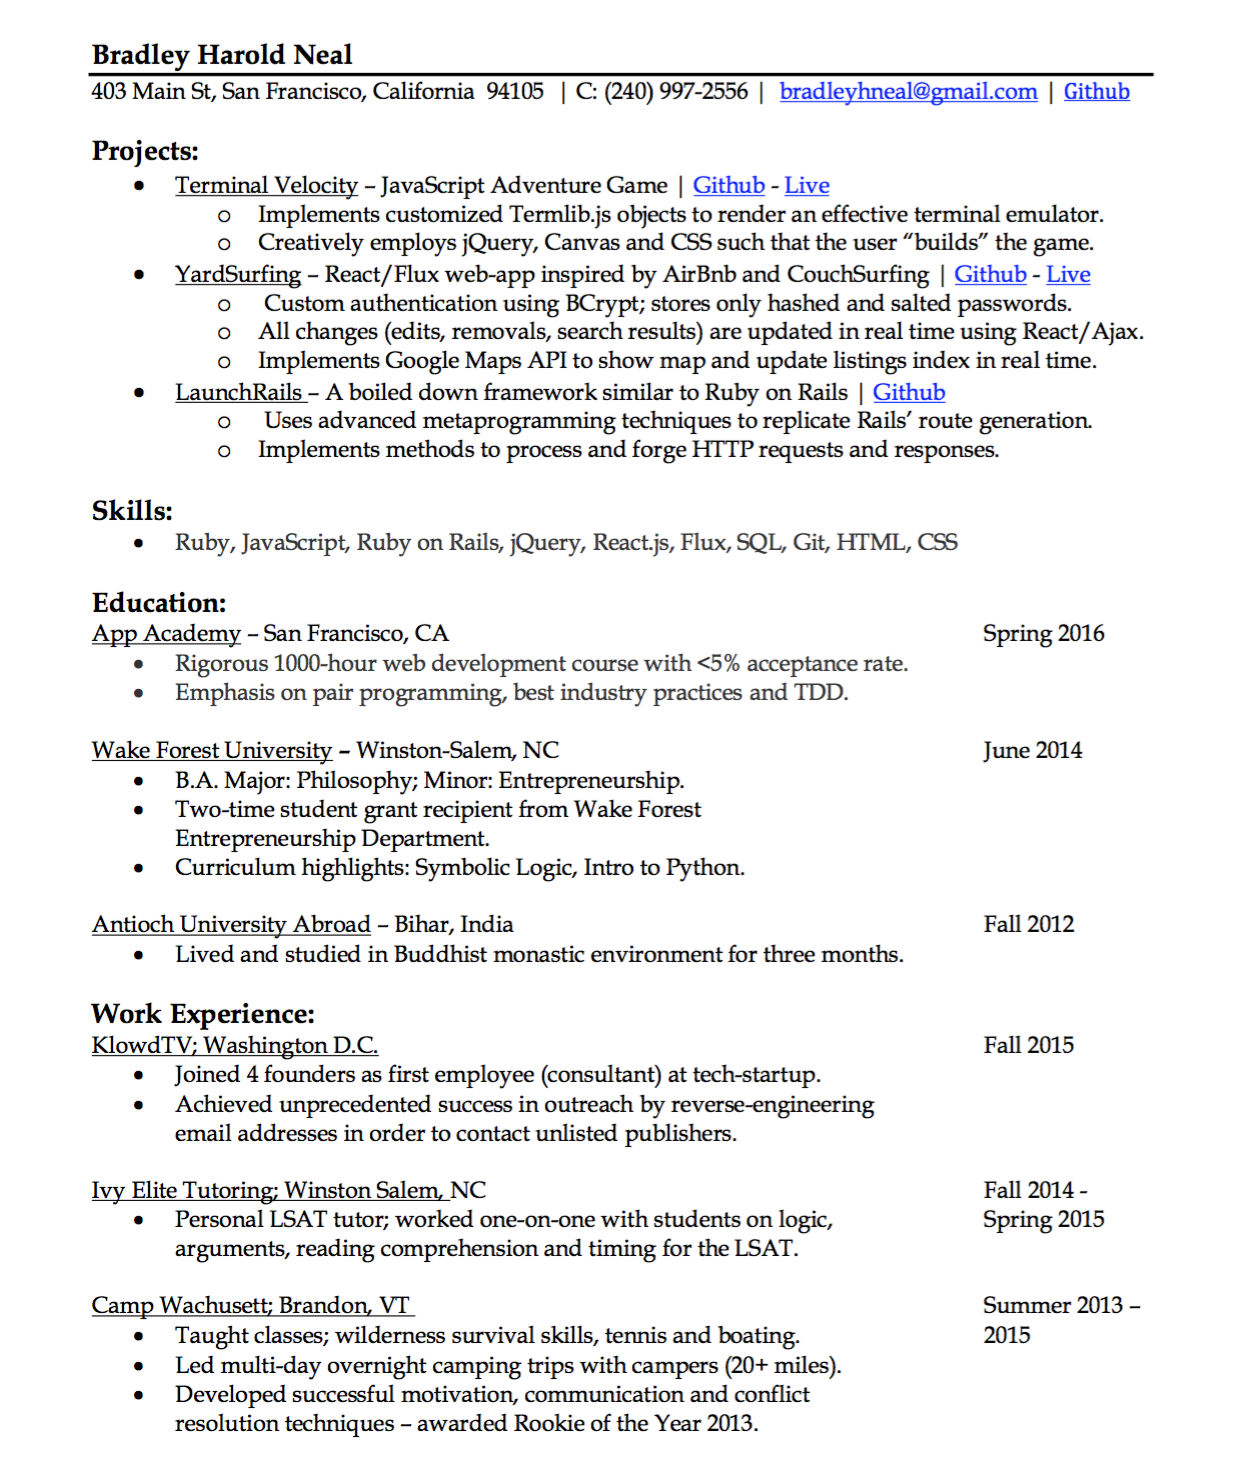 Bradley Harold Neal
403 Main St, San Francisco, California 94105 | C: (240) 997-2556 | bradleyhneal@gmail.com | Github
Projects:
• Terminal Velocity – JavaScript Adventure Game | Github - Live
o Implements customized Termlib.js objects to render an effective terminal emulator.
o Creatively employs jQuery, Canvas and CSS such that the user “builds” the game.
• YardSurfing – React/Flux web-app inspired by AirBnb and CouchSurfing | Github - Live
o Custom authentication using BCrypt; stores only hashed and salted passwords.
o All changes (edits, removals, search results) are updated in real time using React/Ajax.
o Implements Google Maps API to show map and update listings index in real time.
• LaunchRails – A boiled down framework similar to Ruby on Rails | Github
o Uses advanced metaprogramming techniques to replicate Rails’ route generation.
o Implements methods to process and forge HTTP requests and responses.
Skills:
• Ruby, JavaScript, Ruby on Rails, jQuery, React.js, Flux, SQL, Git, HTML, CSS
Education:
App Academy – San Francisco, CA Spring 2016
• Rigorous 1000-hour web development course with <5% acceptance rate.
• Emphasis on pair programming, best industry practices and TDD.
Wake Forest University – Winston-Salem, NC June 2014
• B.A. Major: Philosophy; Minor: Entrepreneurship.
• Two-time student grant recipient from Wake Forest
Entrepreneurship Department.
• Curriculum highlights: Symbolic Logic, Intro to Python.
Antioch University Abroad – Bihar, India Fall 2012
• Lived and studied in Buddhist monastic environment for three months.
Work Experience:
KlowdTV; Washington D.C. Fall 2015
• Joined 4 founders as first employee (consultant) at tech-startup.
• Achieved unprecedented success in outreach by reverse-engineering
email addresses in order to contact unlisted publishers.
Ivy Elite Tutoring; Winston Salem, NC Fall 2014 -
• Personal LSAT tutor; worked one-on-one with students on logic, Spring 2015
arguments, reading comprehension and timing for the LSAT.
Camp Wachusett; Brandon, VT Summer 2013 –
• Taught classes; wilderness survival skills, tennis and boating. 2015
• Led multi-day overnight camping trips with campers (20+ miles).
• Developed successful motivation, communication and conflict
resolution techniques – awarded Rookie of the Year 2013.